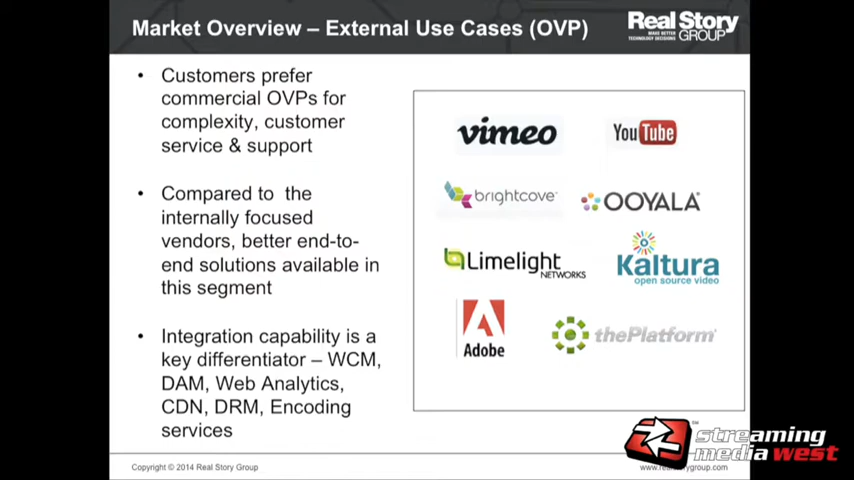 Market Overview – External Use Cases (OVP)
Real Story
MAKE BETTER
TECHNOLOGY DECISIONS
GROUP
• Customers prefer
commercial OVPs for
complexity, customer
service & support
• Compared to the
internally focused
vendors, better end-to-
end solutions available in
this segment
• Integration capability is a
key differentiator – WCM,
DAM, Web Analytics,
CDN, DRM, Encoding
services
vimeo
YouTube
brightcove
OOYALA
Limelight
NETWORKS
Kaltura
open source video
Adobe
thePlatform
streaming
media west
Copyright © 2014 Real Story Group